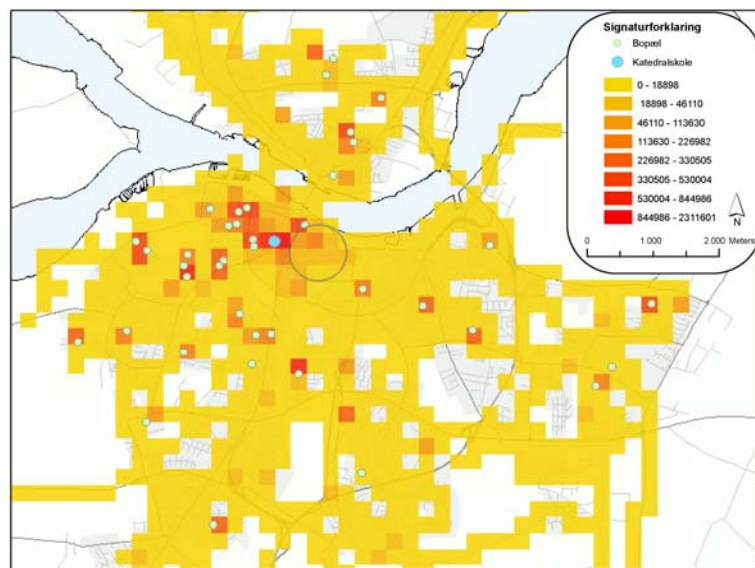 Signaturforklaring
Bopæl
Katedralskole
0 - 18898
18898 - 46110
46110 - 113630
113630 - 226982
226982 - 330505
330505 - 530004
530004 - 844986
844986 - 2311601
N
0 1 000 2 000 Meters